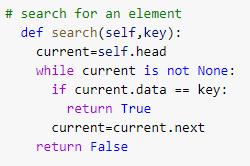 # search for an element
  def search(self,key):
    current=self.head
    while current is not None:
      if current.data == key:
        return True
      current=current.next
    return False